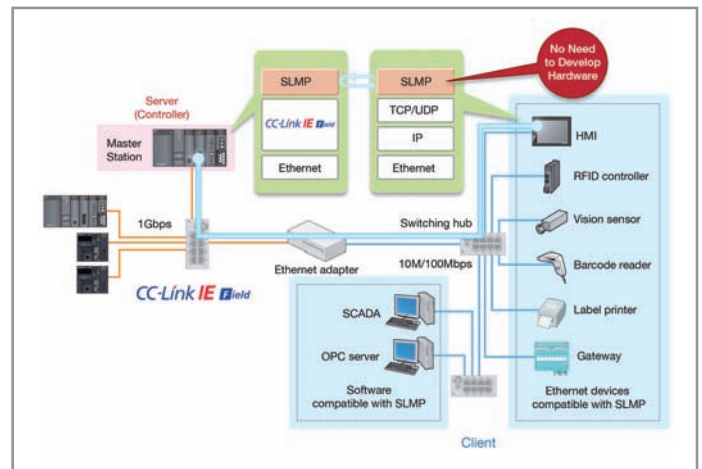 No Need
to Develop
Hardware
SLMP
SLMP
Server
(Controller)
TCP/UDP
CC-Link IE Field
Master
Station
IP
HMI
Ethernet
Ethernet
RFID controller
1Gbps
Switching hub
Vision sensor
Ethernet adapter
10M/100Mbps
Barcode reader
CC-Link IE Field
SCADA
Label printer
OPC server
Gateway
Software
compatible with SLMP
Ethernet devices
compatible with SLMP
Client